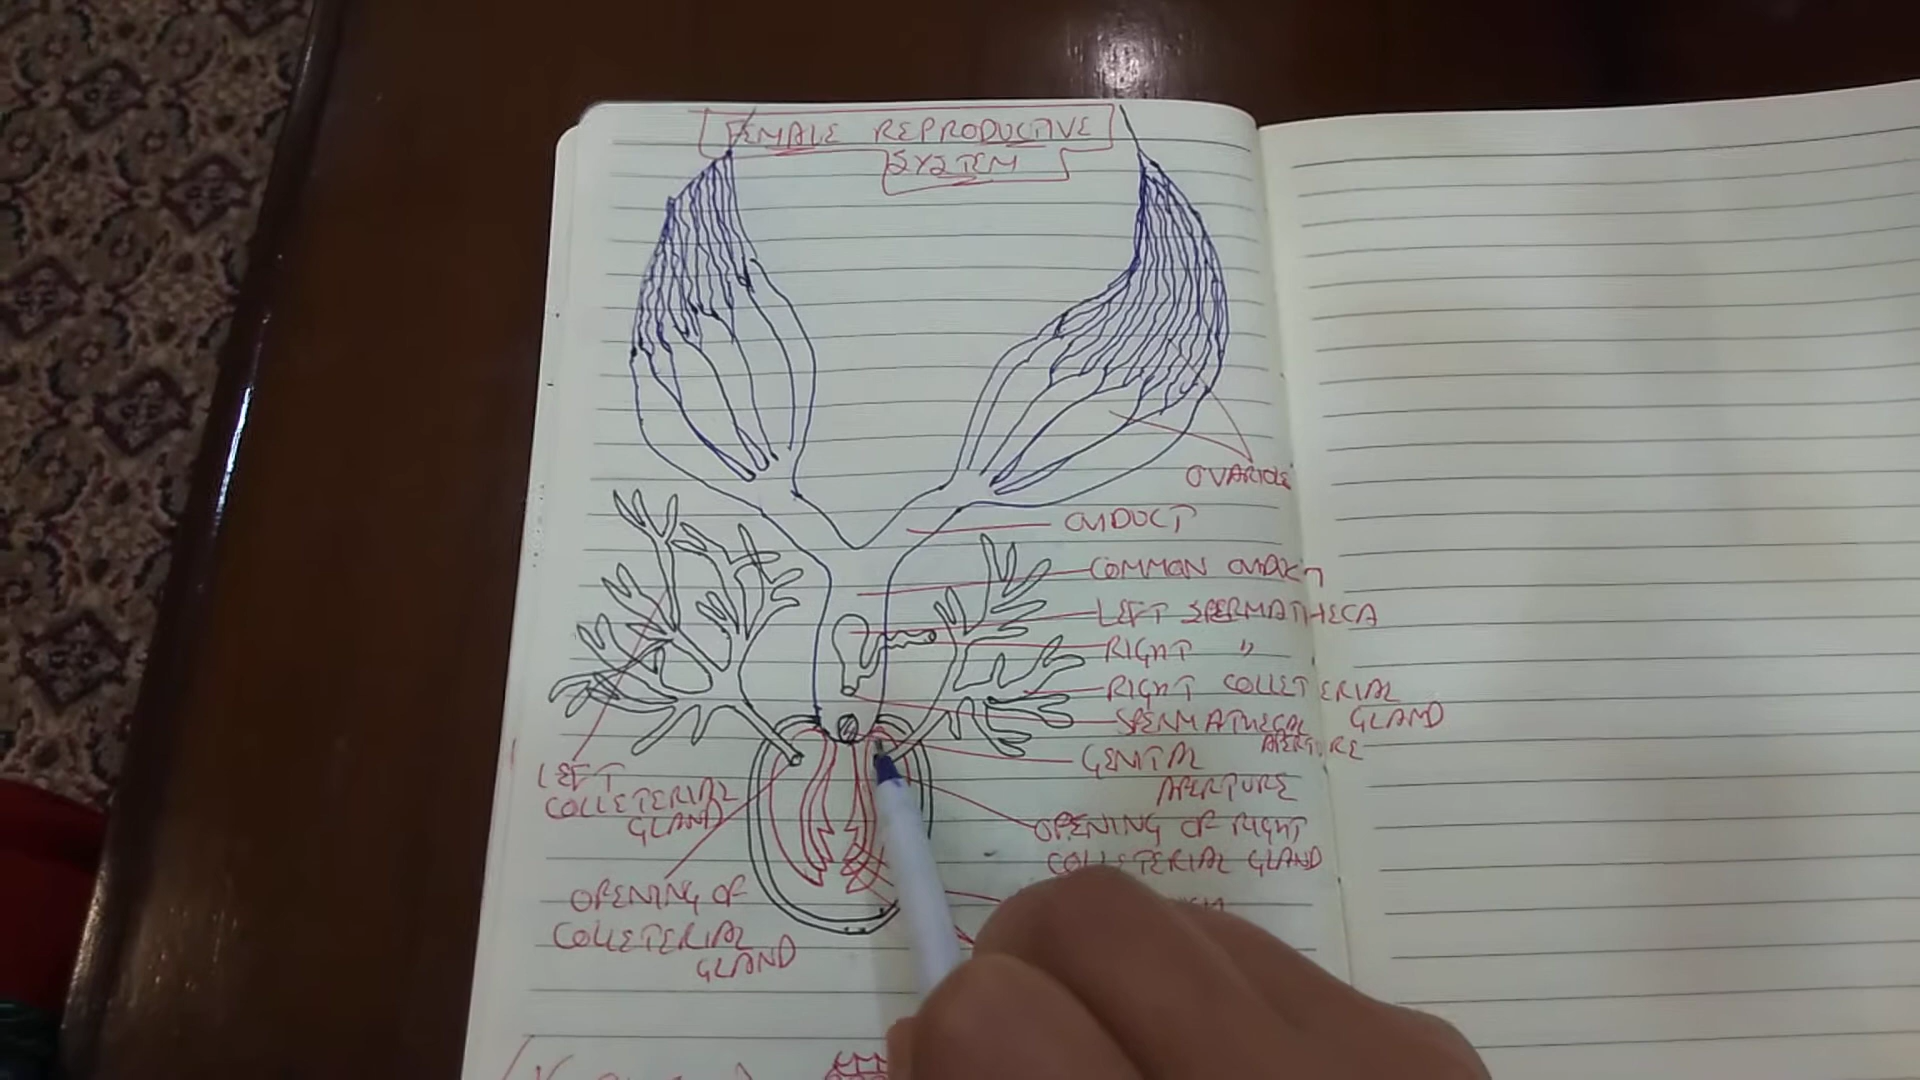 FEMALE REPRODUCTIVE
SYSTEM
OVARIOLE
OVIDUCT
COMMON OVIDUCT
LEFT SPERMATHECA
RIGHT "
RIGHT COLLETERIAL
GLAND
SPERMATHECAL
APERTURE
GENITAL
APERTURE
OPENING OF RIGHT
COLLETERIAL GLAND
LEFT
COLLETERIAL
GLAND
OPENING OF
COLLETERIAL
GLAND